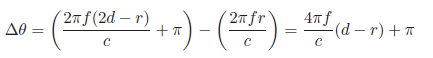 Δθ = (2πf(2d − r)/c + π) − (2πfr/c) = 4πf/c (d − r) + π